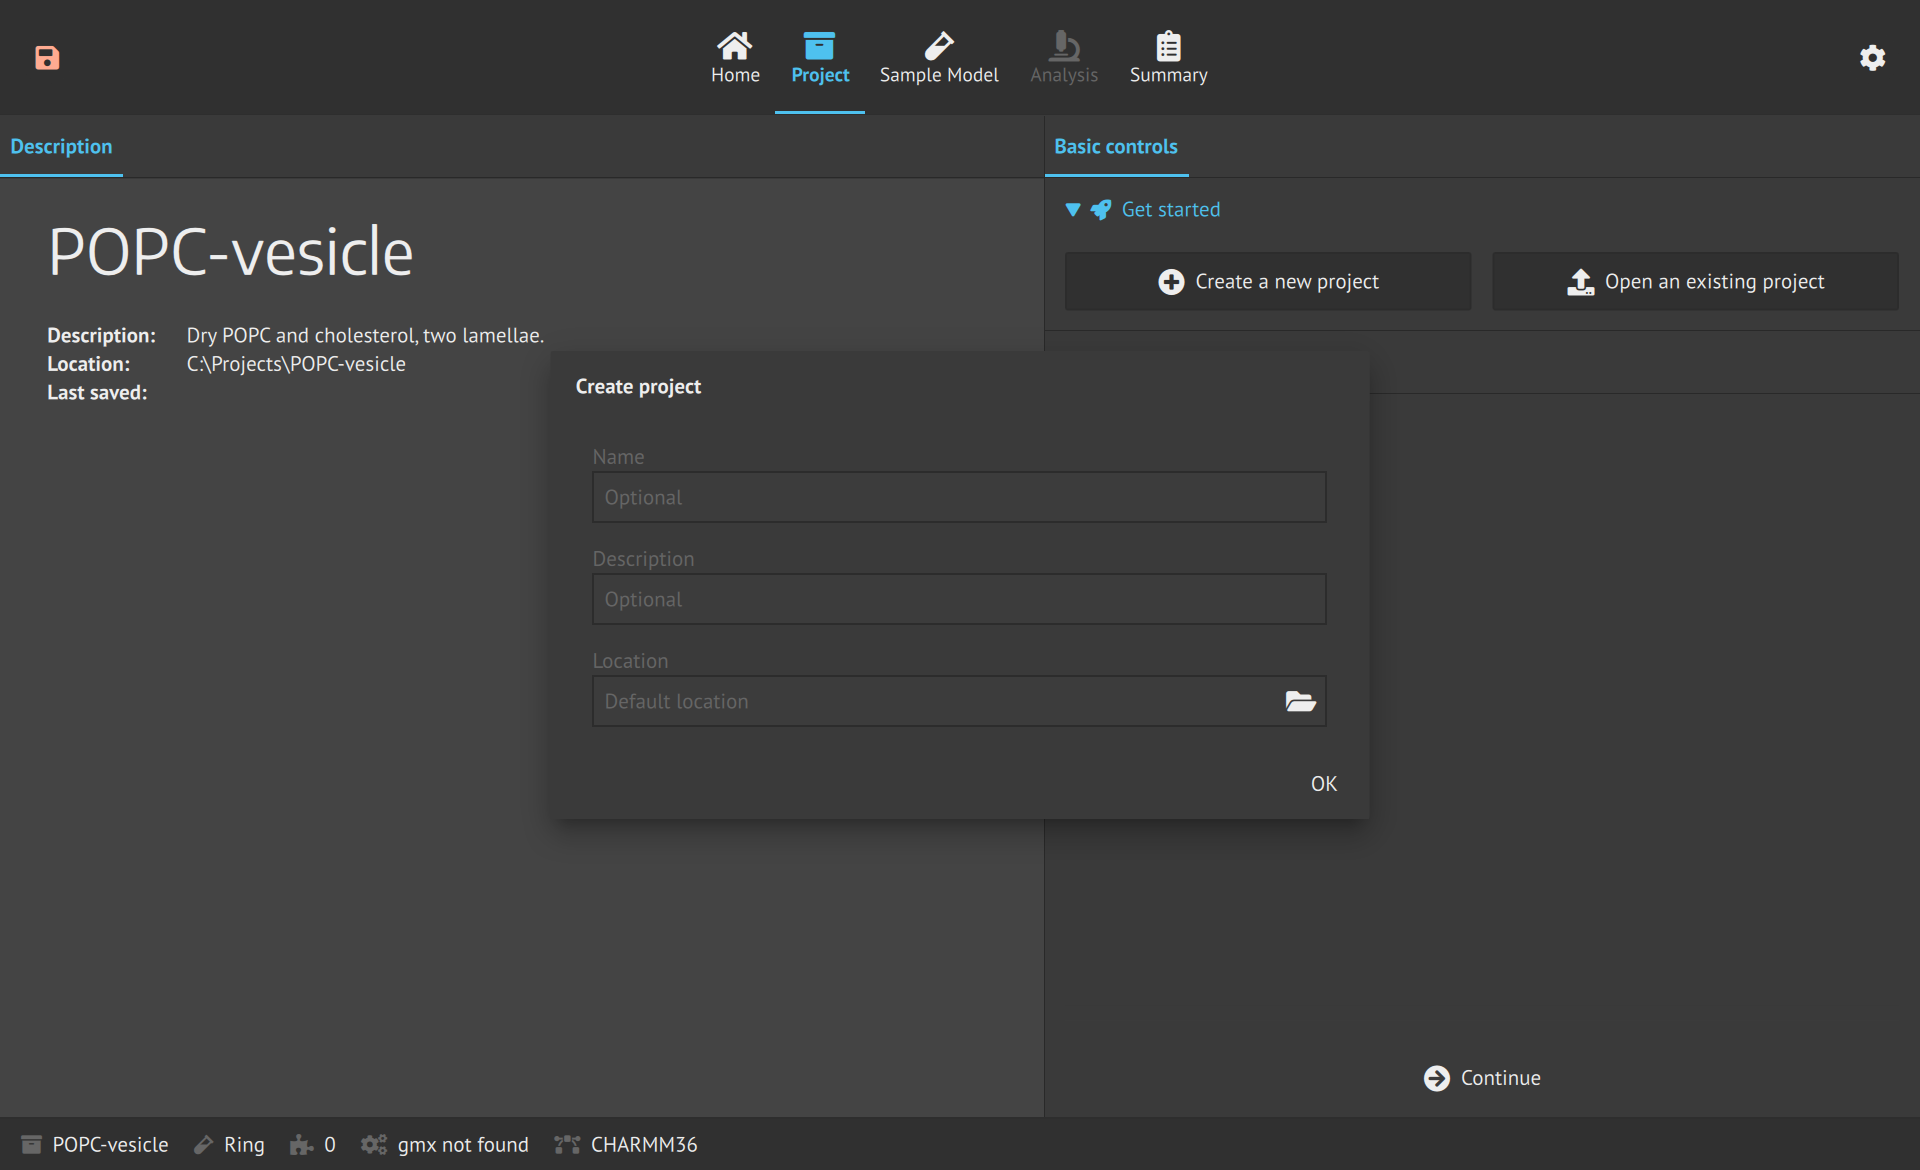 Home
Project
Sample Model
Analysis
Summary
Description
Basic controls
Get started
Create a new project
Open an existing project
POPC-vesicle
Description: Dry POPC and cholesterol, two lamellae.
Location: C:\Projects\POPC-vesicle
Last saved:
Create project
Name
Optional
Description
Optional
Location
Default location
OK
Continue
POPC-vesicle Ring 0 gmx not found CHARMM36